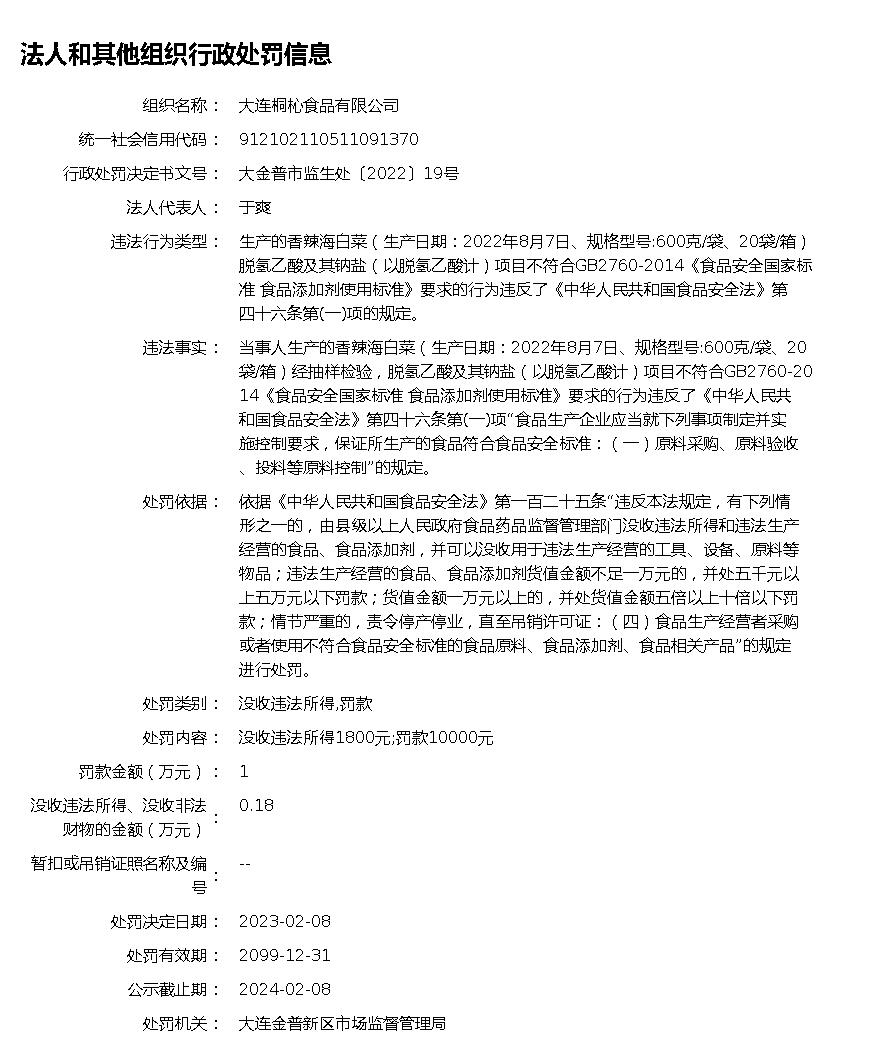 法人和其他组织行政处罚信息
组织名称： 大连桐杺食品有限公司
统一社会信用代码： 912102110511091370
行政处罚决定书文号： 大金普市监生处〔2022〕19号
法人代表人： 于爽
违法行为类型： 生产的香辣海白菜（生产日期：2022年8月7日、规格型号:600克/袋、20袋/箱）
脱氢乙酸及其钠盐（以脱氢乙酸计）项目不符合GB2760-2014《食品安全国家标
准 食品添加剂使用标准》要求的行为违反了《中华人民共和国食品安全法》第
四十六条第(一)项的规定。
违法事实： 当事人生产的香辣海白菜（生产日期：2022年8月7日、规格型号:600克/袋、20
袋/箱）经抽样检验，脱氢乙酸及其钠盐（以脱氢乙酸计）项目不符合GB2760-20
14《食品安全国家标准 食品添加剂使用标准》要求的行为违反了《中华人民共
和国食品安全法》第四十六条第(一)项“食品生产企业应当就下列事项制定并实
施控制要求，保证所生产的食品符合食品安全标准：（一）原料采购、原料验收
、投料等原料控制”的规定。
处罚依据： 依据《中华人民共和国食品安全法》第一百二十五条“违反本法规定，有下列情
形之一的，由县级以上人民政府食品药品监督管理部门没收违法所得和违法生产
经营的食品、食品添加剂，并可以没收用于违法生产经营的工具、设备、原料等
物品；违法生产经营的食品、食品添加剂货值金额不足一万元的，并处五千元以
上五万元以下罚款；货值金额一万元以上的，并处货值金额五倍以上十倍以下罚
款；情节严重的，责令停产停业，直至吊销许可证：（四）食品生产经营者采购
或者使用不符合食品安全标准的食品原料、食品添加剂、食品相关产品”的规定
进行处罚。
处罚类别： 没收违法所得,罚款
处罚内容： 没收违法所得1800元;罚款10000元
罚款金额（万元）： 1
没收违法所得、没收非法
财物的金额（万元）： 0.18
暂扣或吊销证照名称及编
号： --
处罚决定日期： 2023-02-08
处罚有效期： 2099-12-31
公示截止期： 2024-02-08
处罚机关： 大连金普新区市场监督管理局